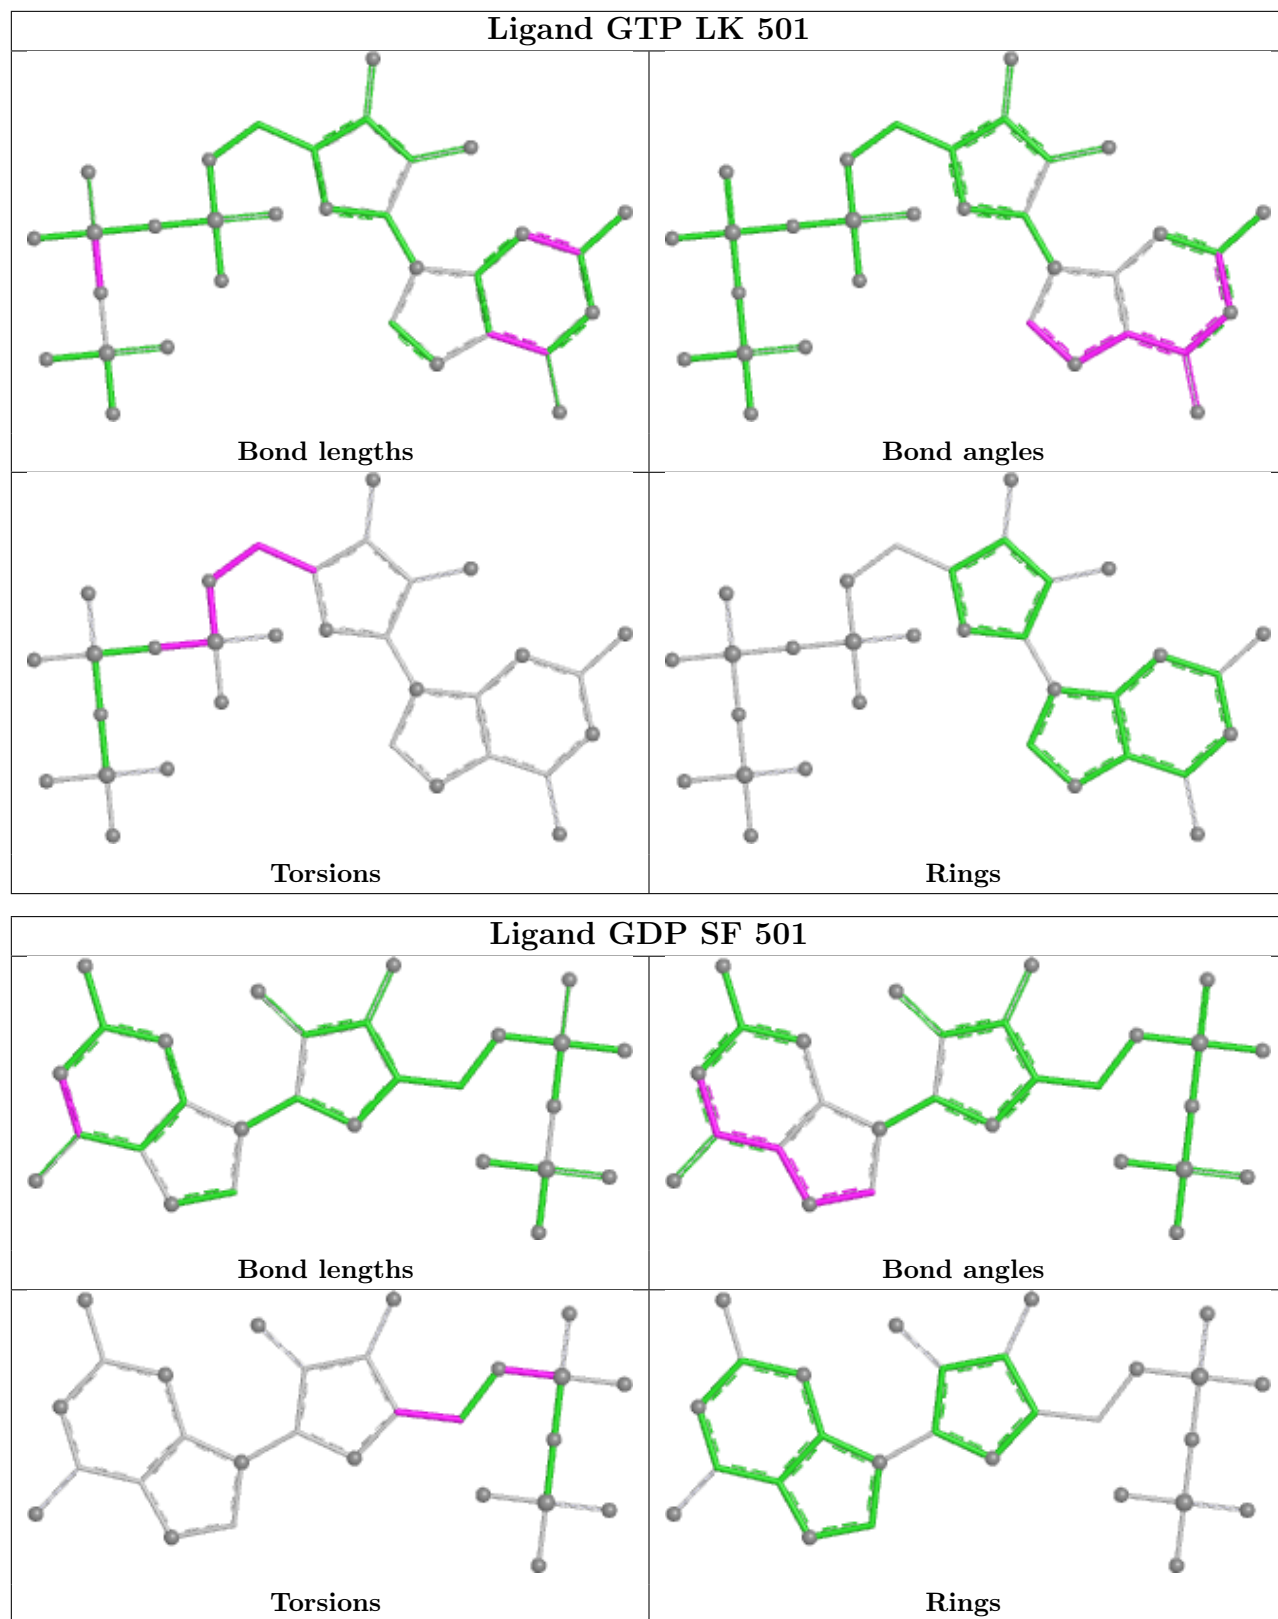 Ligand GTP LK 501
Bond lengths
Bond angles
Torsions
Rings
Ligand GDP SF 501
Bond lengths
Bond angles
Torsions
Rings